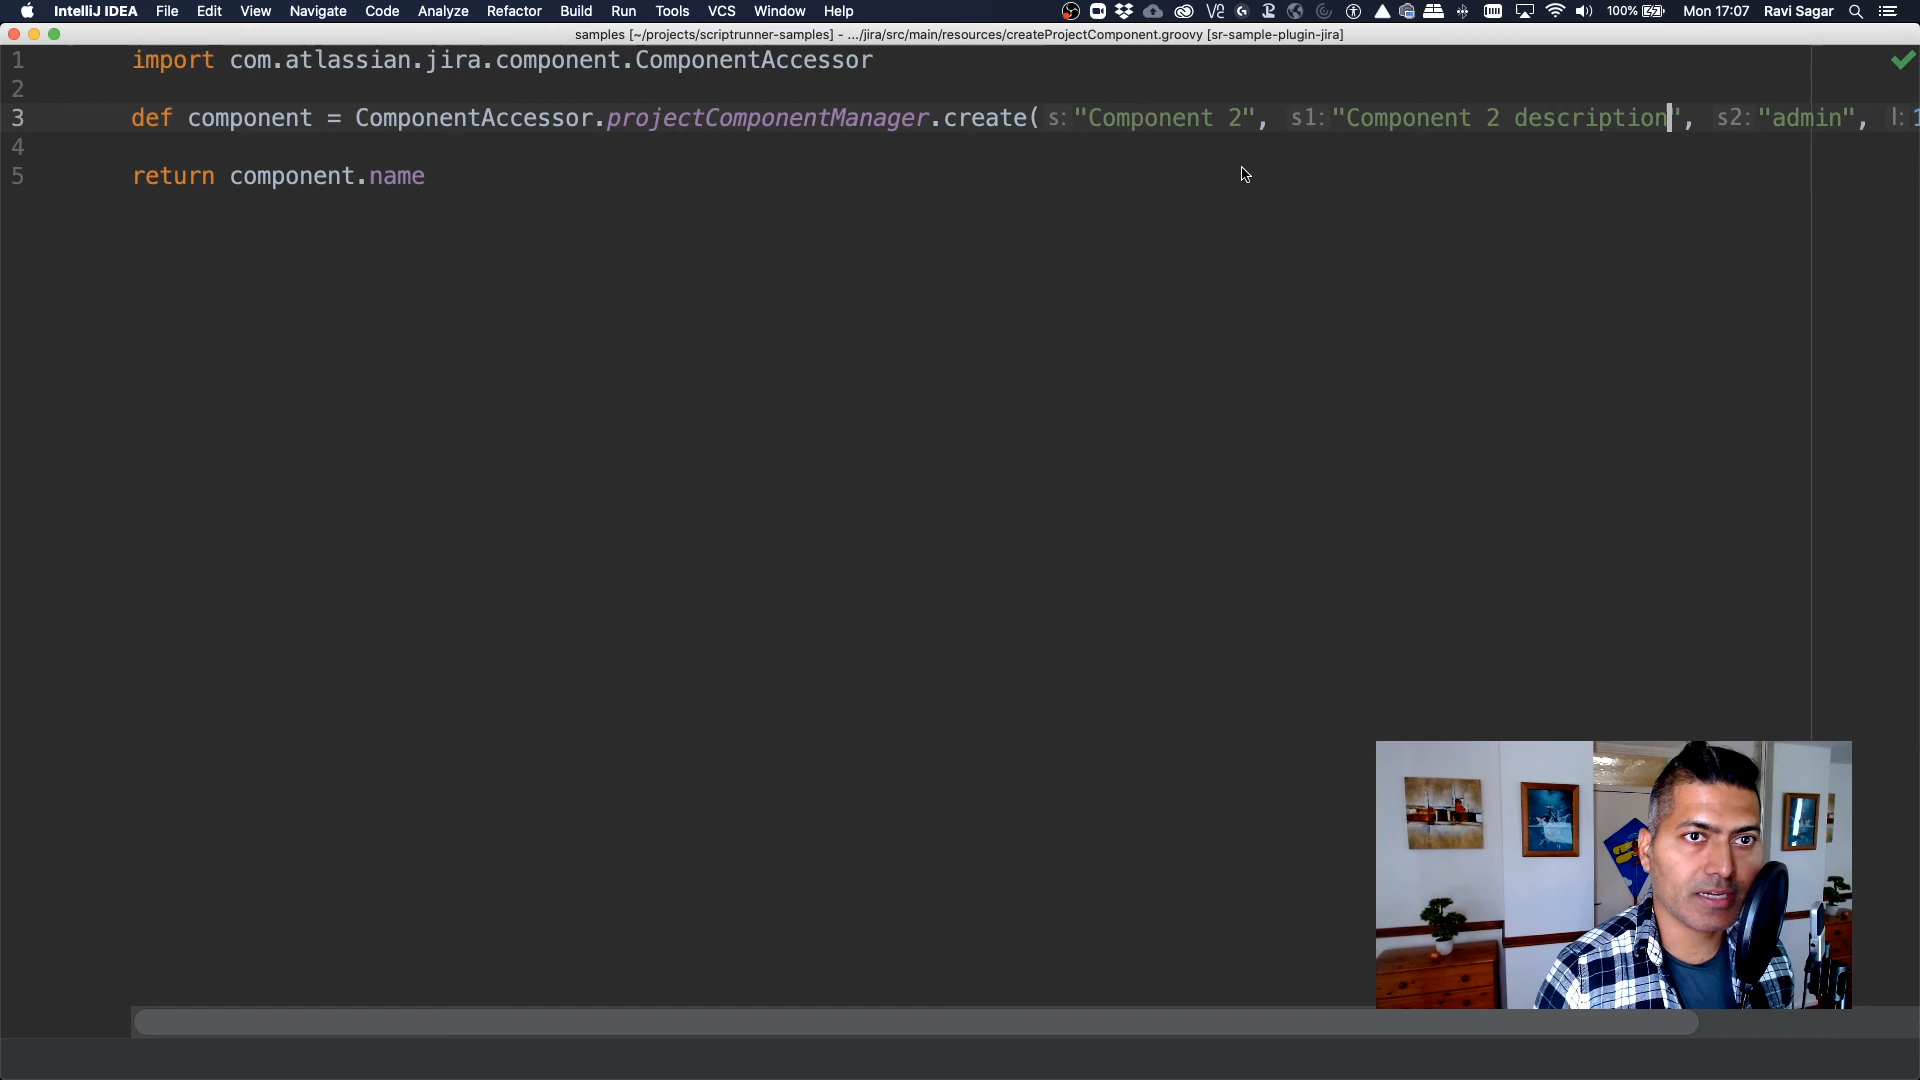 IntelliJ IDEA File Edit View Navigate Code Analyze Refactor Build Run Tools VCS Window Help 100% Mon 17:07 Ravi Sagar
samples [~/projects/scriptrunner-samples] - .../jira/src/main/resources/createProjectComponent.groovy [sr-sample-plugin-jira]
1 import com.atlassian.jira.component.ComponentAccessor
2
3 def component = ComponentAccessor.projectComponentManager.create( s: "Component 2", s1: "Component 2 description", s2: "admin", l: 1
4
5 return component.name